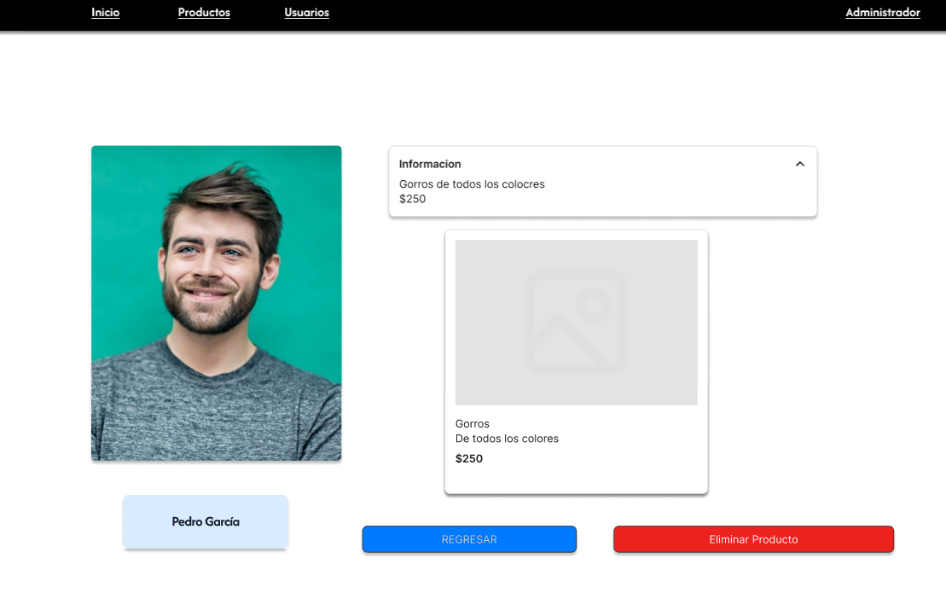 Inicio Productos Usuarios Administrador
Informacion
Gorros de todos los colocres
$250
Gorros
De todos los colores
$250
Pedro García
REGRESAR Eliminar Producto